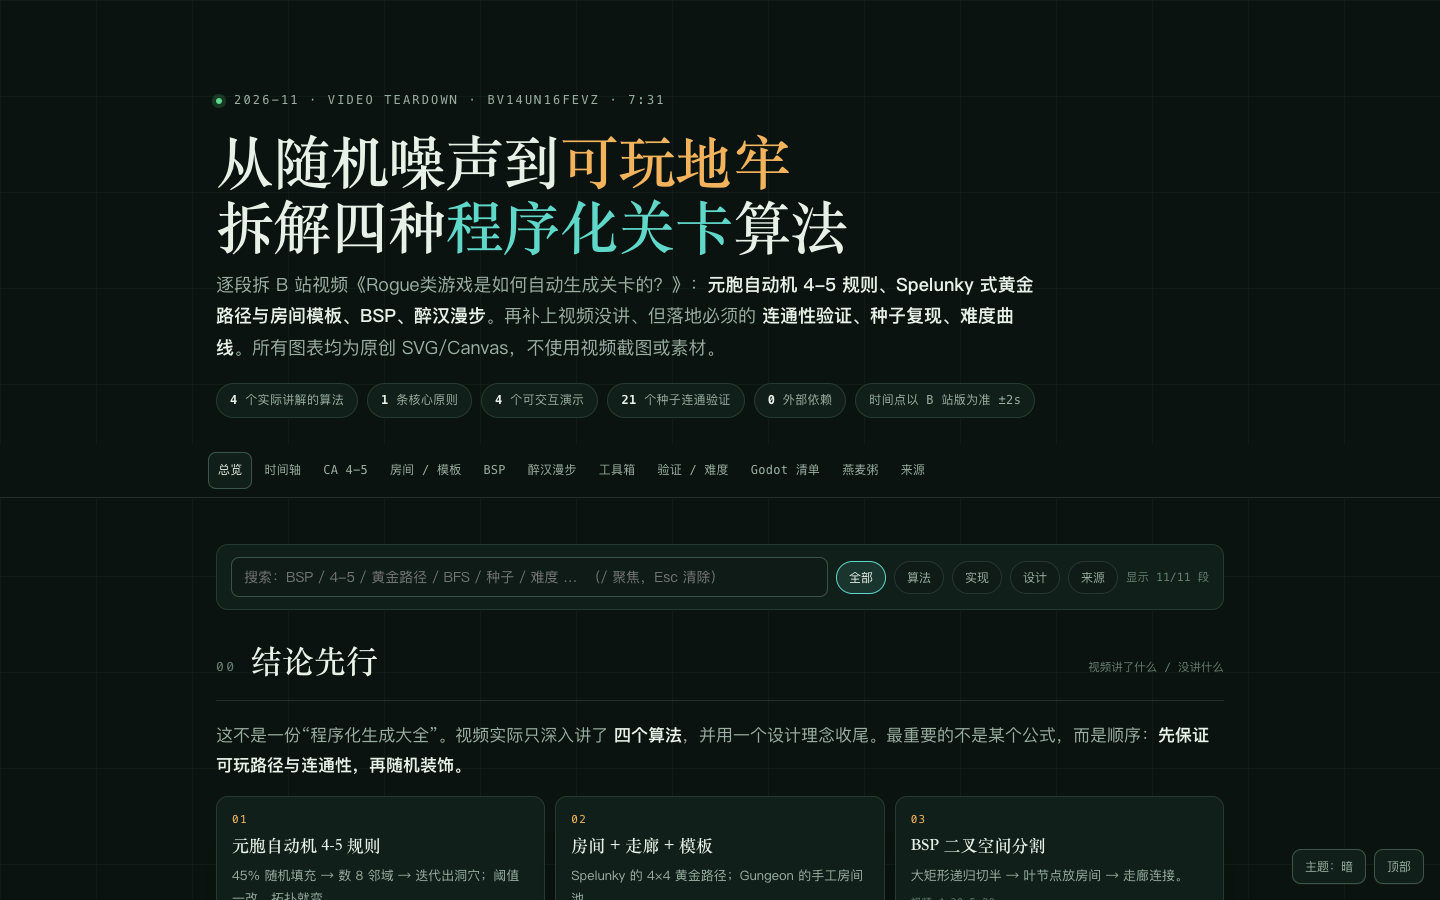 2026-11 · VIDEO TEARDOWN · BV14UN16FEVZ · 7:31
从随机噪声到可玩地牢
拆解四种程序化关卡算法
逐段拆 B 站视频《Rogue类游戏是如何自动生成关卡的？》：元胞自动机 4–5 规则、Spelunky 式黄金
路径与房间模板、BSP、醉汉漫步。再补上视频没讲、但落地必须的 连通性验证、种子复现、难度曲
线。所有图表均为原创 SVG/Canvas，不使用视频截图或素材。
4 个实际讲解的算法
1 条核心原则
4 个可交互演示
21 个种子连通验证
0 外部依赖
时间点以 B 站版为准 ±2s
总览 时间轴 CA 4-5 房间 / 模板 BSP 醉汉漫步 工具箱 验证 / 难度 Godot 清单 燕麦粥 来源
搜索：BSP / 4–5 / 黄金路径 / BFS / 种子 / 难度 … （/ 聚焦，Esc 清除）
全部 算法 实现 设计 来源 显示 11/11 段
00 结论先行
视频讲了什么 / 没讲什么
这不是一份“程序化生成大全”。视频实际只深入讲了 四个算法，并用一个设计理念收尾。最重要的不是某个公式，而是顺序：先保证
可玩路径与连通性，再随机装饰。
01
元胞自动机 4-5 规则
45% 随机填充 → 数 8 邻域 → 迭代出洞穴；阈值
一改，拓扑就变
02
房间 + 走廊 + 模板
Spelunky 的 4×4 黄金路径；Gungeon 的手工房间
池
03
BSP 二叉空间分割
大矩形递归切半 → 叶节点放房间 → 走廊连接。
主题：暗
顶部